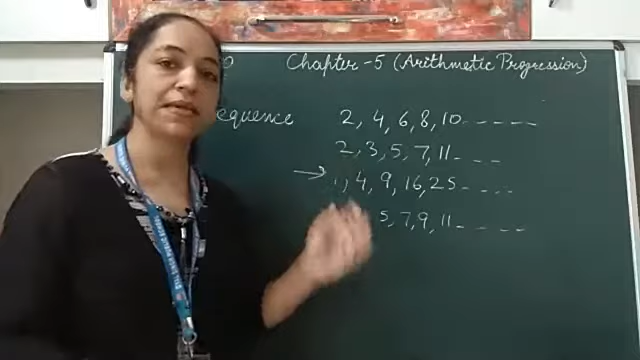 Chapter-5 (Arithmetic Progression)
equence 2, 4, 6, 8, 10------
2, 3, 5, 7, 11----
→ 1, 4, 9, 16, 25----
5, 7, 9, 11-----